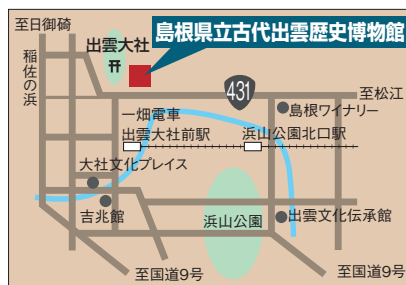 至日御碕
島根県立古代出雲歴史博物館
出雲大社
稲佐の浜
431
至松江
島根ワイナリー
一畑電車
出雲大社前駅
浜山公園北口駅
大社文化プレイス
吉兆館
浜山公園
出雲文化伝承館
至国道9号
至国道9号